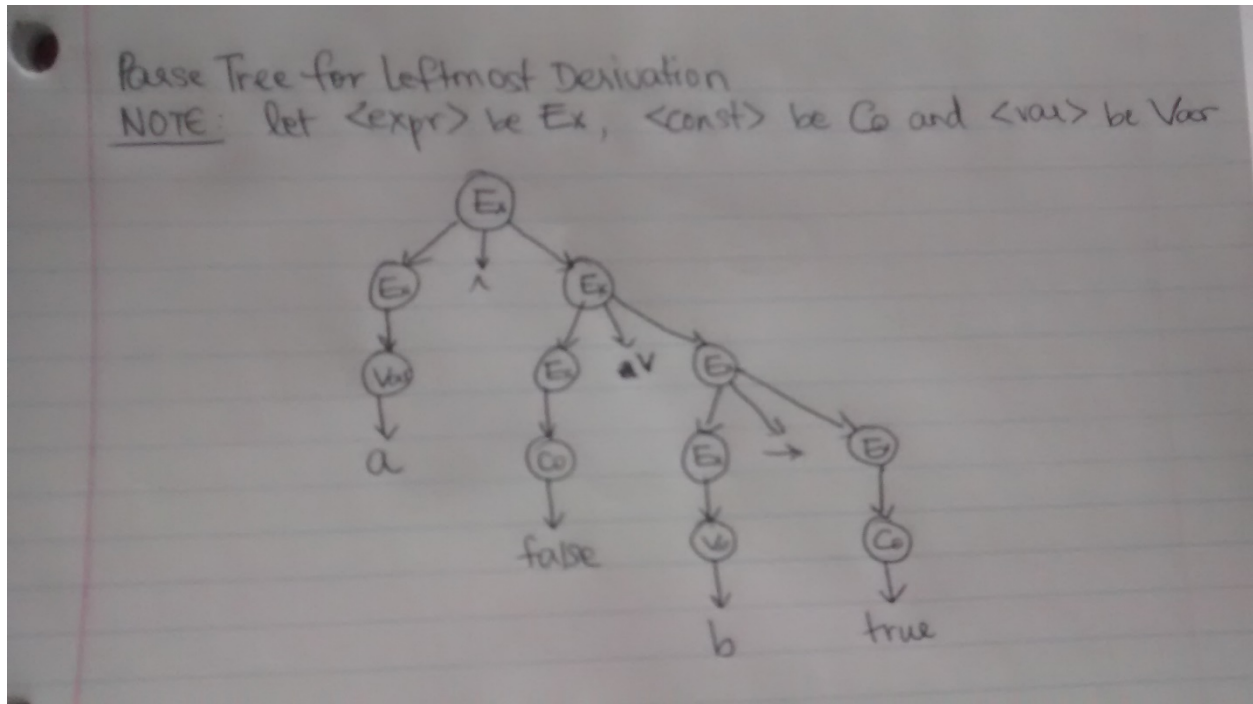 Parse Tree for Leftmost Derivation
NOTE: let <expr> be Ex, <const> be Co and <var> be Var
Ex
Ex ∧ Ex
Var Ex ∨ Ex
a Co Ex → Ex
false Va Co
b true